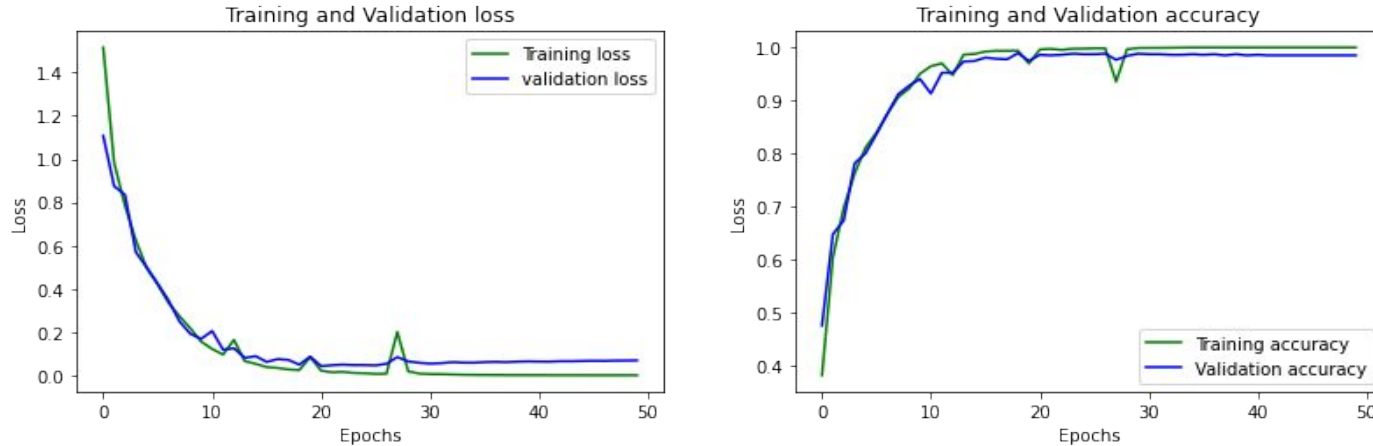 Training and Validation loss
Training loss
validation loss
Loss
1.4
1.2
1.0
0.8
0.6
0.4
0.2
0.0
0 10 20 30 40 50
Epochs
Training and Validation accuracy
Loss
1.0
0.9
0.8
0.7
0.6
0.5
0.4
Training accuracy
Validation accuracy
0 10 20 30 40 50
Epochs